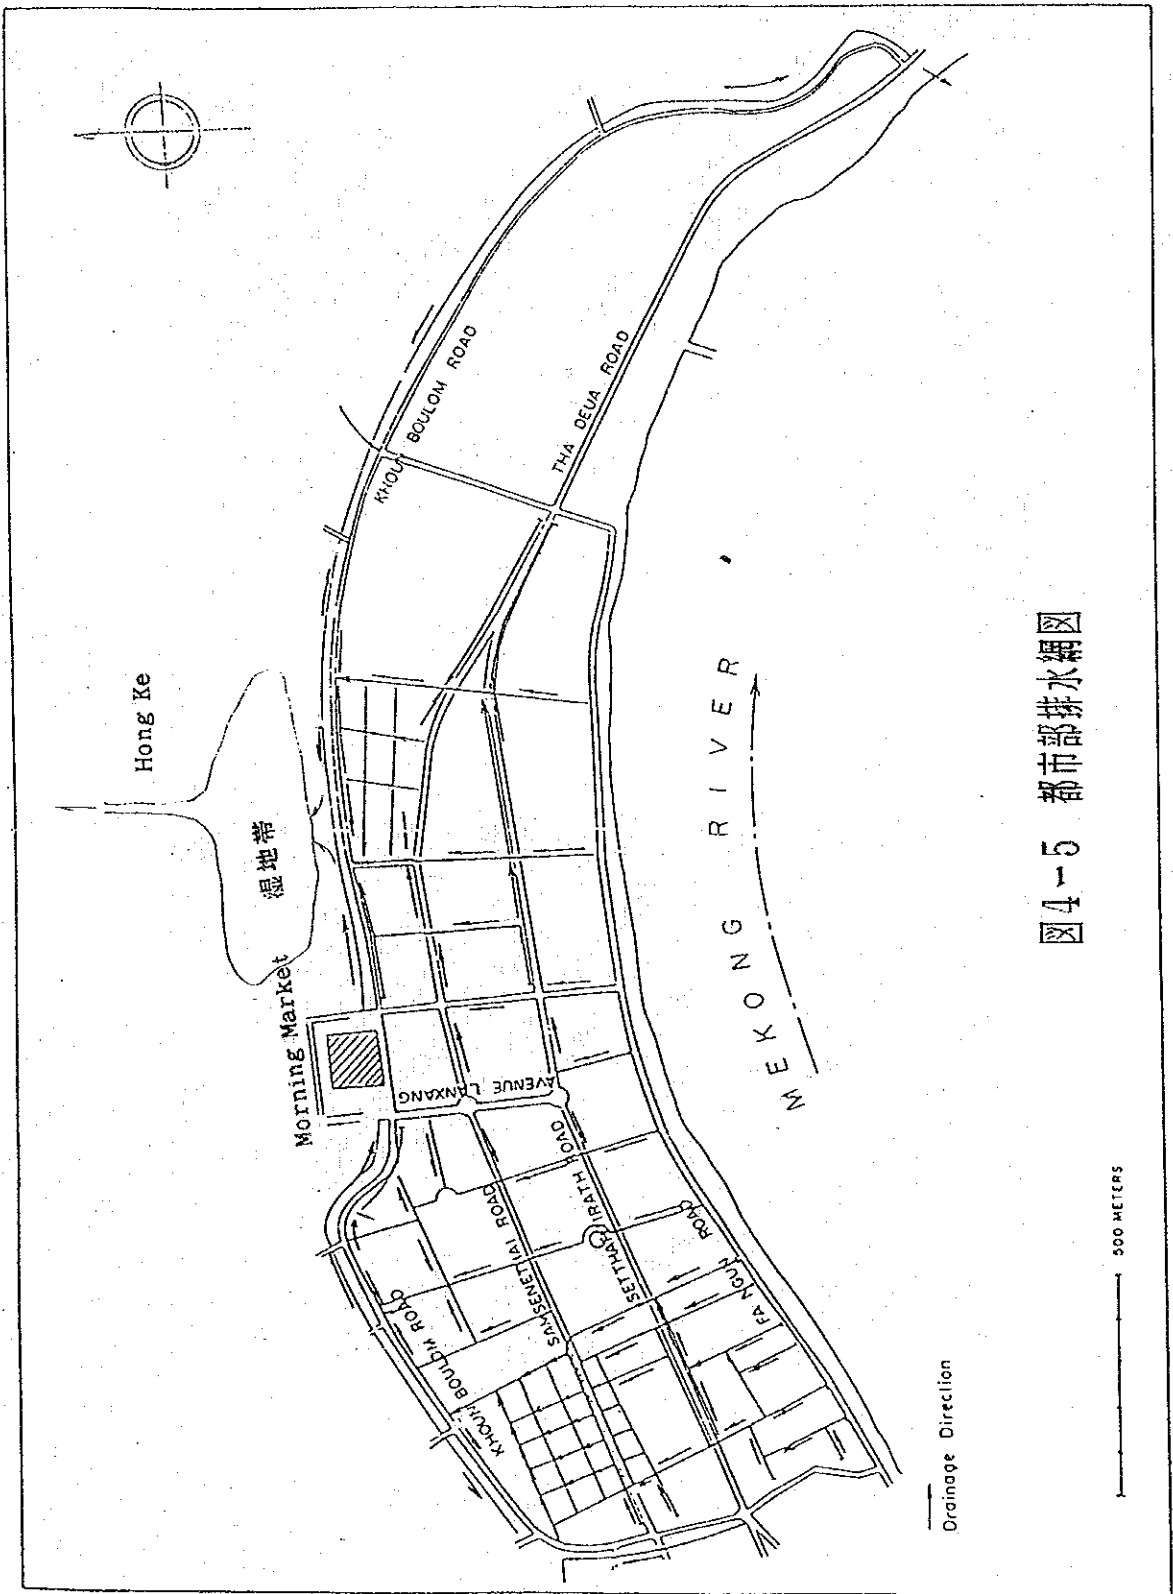 Hong Ke
湿地帯
Morning Market
KHOUN BOULOM ROAD
THA DEUA ROAD
AVENUE LANXANG
KHOUN BOULOM ROAD
SAMSENETHAI ROAD
SETTHATHIRATH ROAD
FA NGUN ROAD
MEKONG RIVER
Drainage Direction
500 METERS
図4-5 都市部排水網図